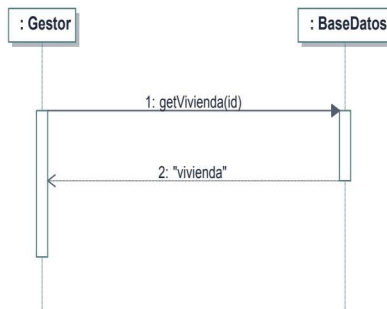 : Gestor
: BaseDatos
1: getVivienda(id)
2: "vivienda"